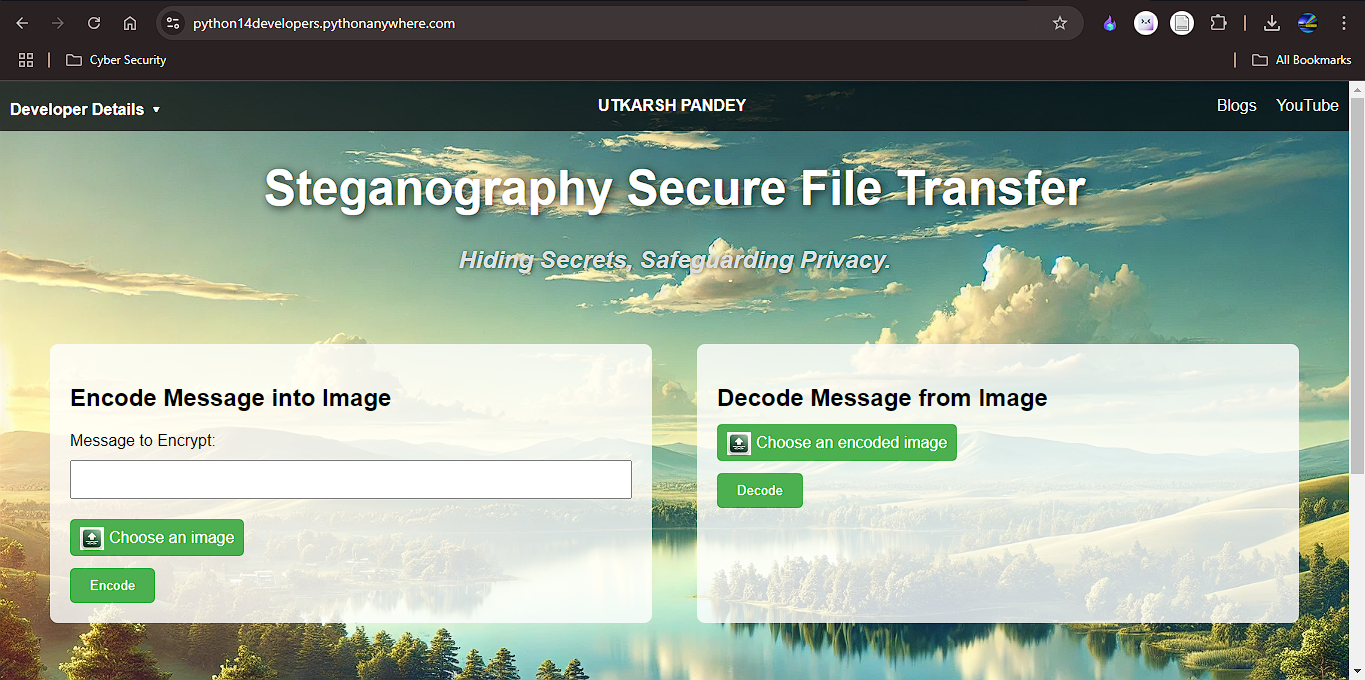 python14developers.pythonanywhere.com
Cyber Security
All Bookmarks
Developer Details ▾
UTKARSH PANDEY
Blogs YouTube
Steganography Secure File Transfer
Hiding Secrets, Safeguarding Privacy.
Encode Message into Image
Message to Encrypt:
Choose an image
Encode
Decode Message from Image
Choose an encoded image
Decode